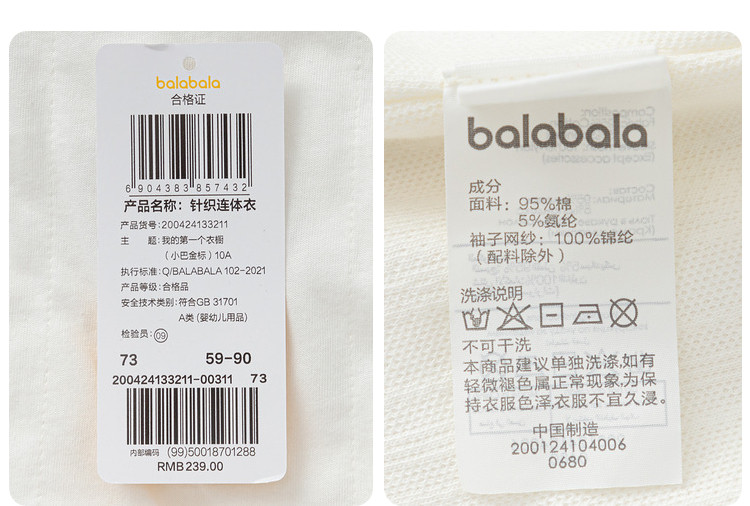 balabala
合格证
6 904383 857432
产品名称：针织连体衣
产品货号：200424133211
主　　题：我的第一个衣橱
（小巴金标）10A
执行标准：Q/BALABALA 102-2021
产品等级：合格品
安全技术类别：符合GB 31701
A类（婴幼儿用品）
检验员：09
73 59-90
200424133211-00311 73
内部编码 (99)50018701288
RMB 239.00
balabala
成分
面料：95%棉
5%氨纶
袖子网纱：100%锦纶
（配料除外）
洗涤说明
不可干洗
本商品建议单独洗涤,如有
轻微褪色属正常现象,为保
持衣服色泽衣服不宜久浸。
中国制造
200124104006
0680